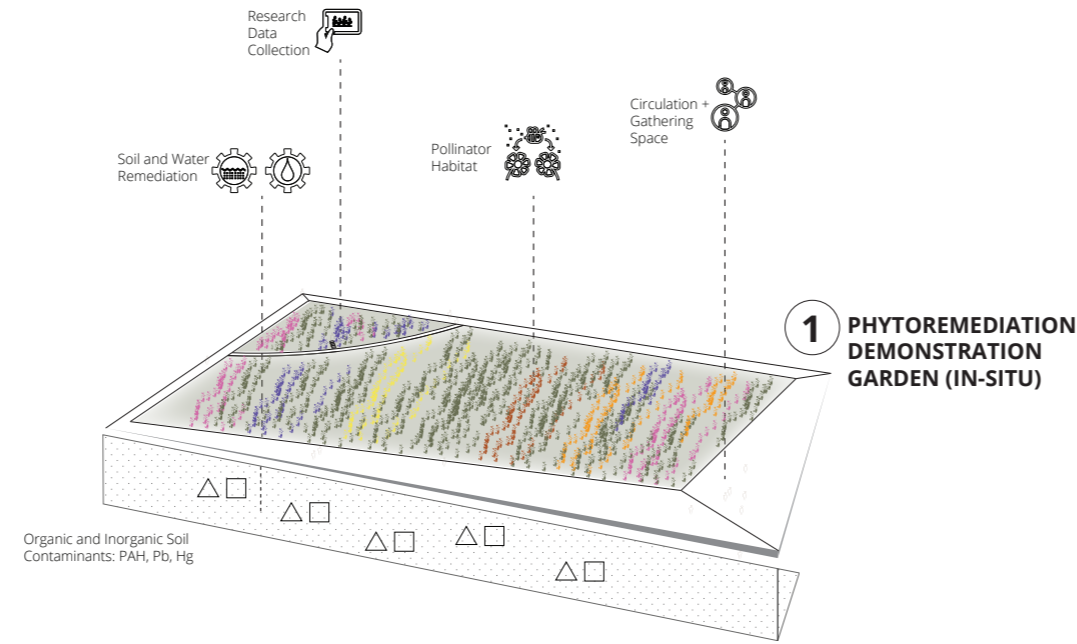 Research
Data
Collection
Circulation +
Gathering
Space
Pollinator
Habitat
Soil and Water
Remediation
1
PHYTOREMEDIATION
DEMONSTRATION
GARDEN (IN-SITU)
Organic and Inorganic Soil
Contaminants: PAH, Pb, Hg